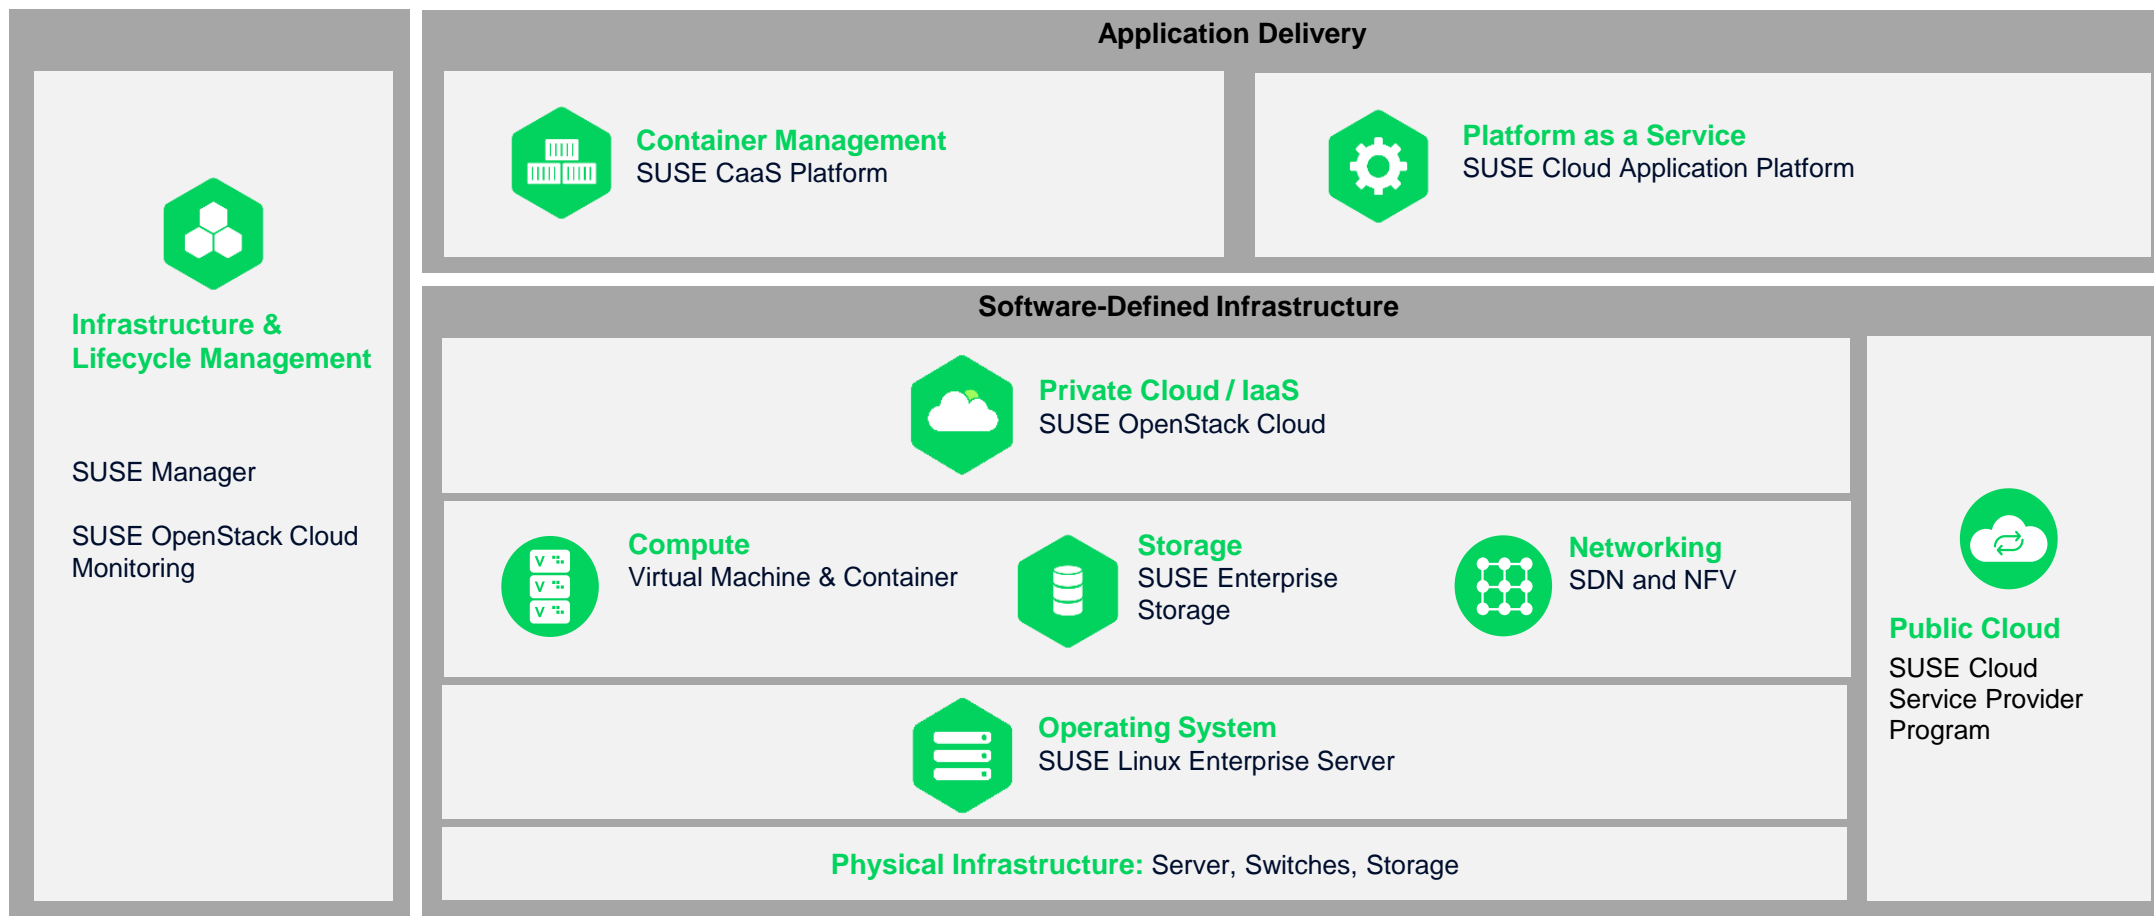 Application Delivery
Container Management
SUSE CaaS Platform
Platform as a Service
SUSE Cloud Application Platform
Infrastructure &
Lifecycle Management
SUSE Manager
SUSE OpenStack Cloud
Monitoring
Software-Defined Infrastructure
Private Cloud / IaaS
SUSE OpenStack Cloud
Compute
Virtual Machine & Container
V
V
V
Storage
SUSE Enterprise
Storage
Networking
SDN and NFV
Operating System
SUSE Linux Enterprise Server
Physical Infrastructure: Server, Switches, Storage
Public Cloud
SUSE Cloud
Service Provider
Program